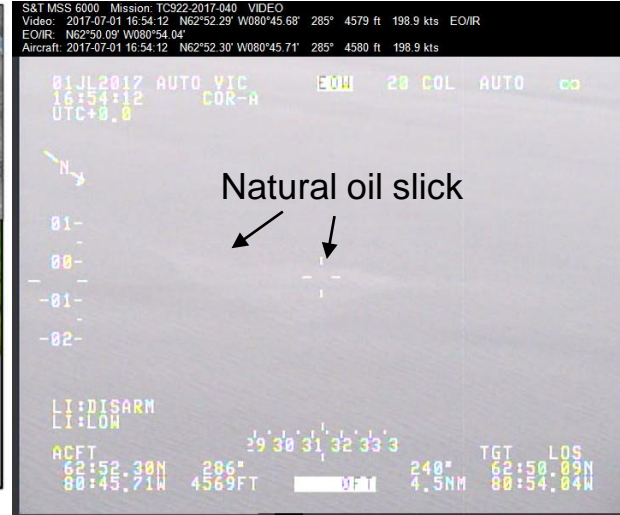 S&T MSS 6000 Mission: TC922-2017-040 VIDEO
Video: 2017-07-01 16:54:12 N62°52.29' W080°45.68' 285° 4579 ft 198.9 kts EO/IR
EO/IR: N62°50.09' W080°54.04'
Aircraft: 2017-07-01 16:54:12 N62°52.30' W080°45.71' 285° 4580 ft 198.9 kts
01JL2017 AUTO VIC EOW 20 COL AUTO ∞
16:54:12 COR-A
UTC+0.0
N
Natural oil slick
01-
00-
-01-
-02-
LI:DISARM
LI:LOW
29 30 31 32 33 3
ACFT TGT LOS
62:52.30N 286° 240° 62:50.09N
80:45.71W 4569FT 0FT 4.5NM 80:54.04W